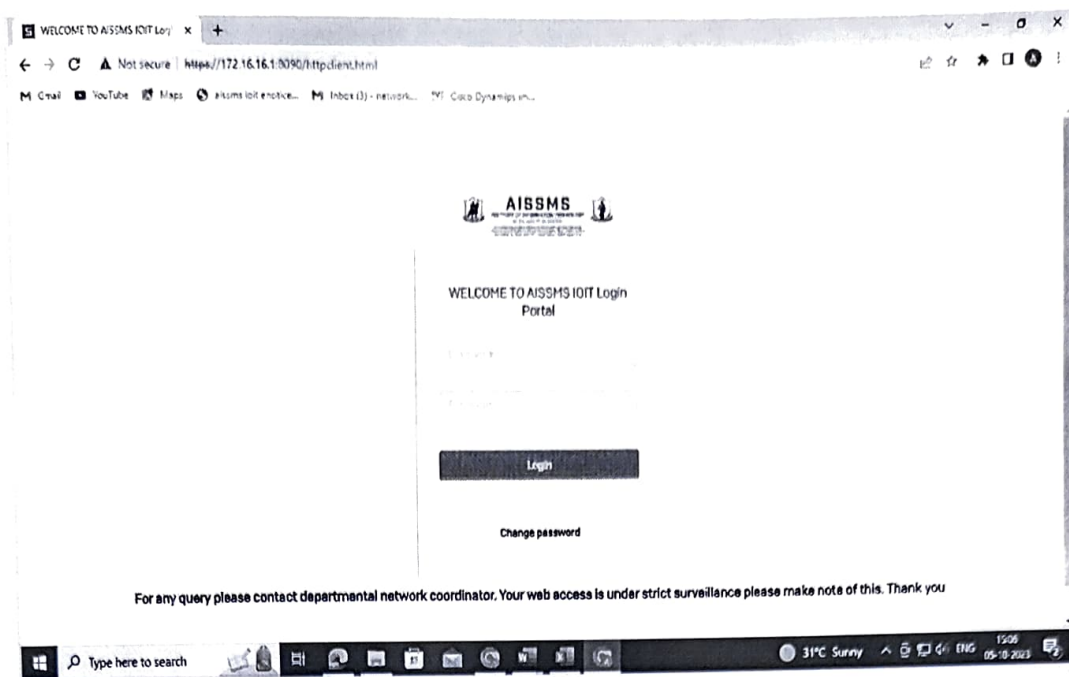 WELCOME TO AISSMS IOIT Log
Not secure | https://172.16.16.1:8090/httpclient.html
Gmail YouTube Maps aissms ioit enotice... Inbox (3) - network...
AISSMS
WELCOME TO AISSMS IOIT Login
Portal
Login
Change password
For any query please contact departmental network coordinator. Your web access is under strict surveillance please make note of this. Thank you
Type here to search
31°C Sunny
ENG
15:06
05-10-2023